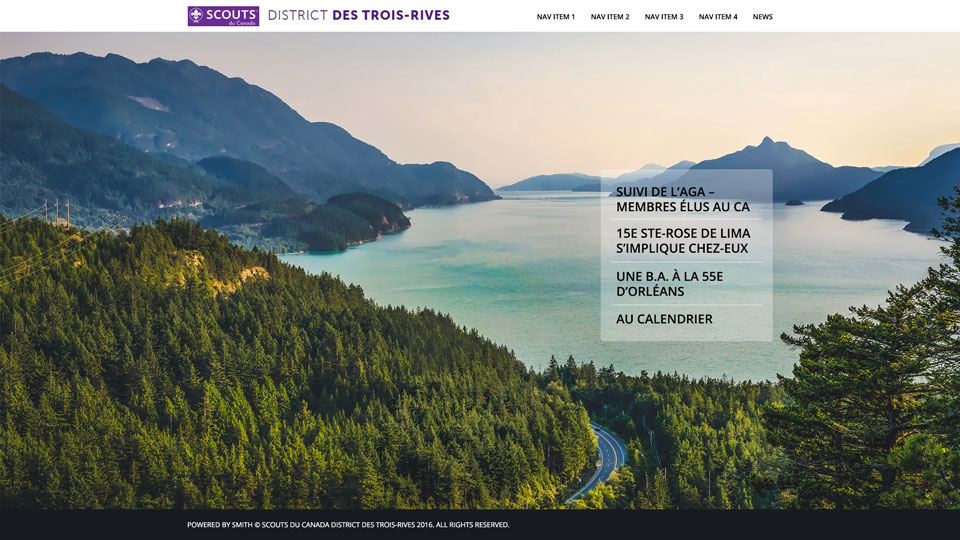 SCOUTS
du Canada
DISTRICT DES TROIS-RIVES
NAV ITEM 1 NAV ITEM 2 NAV ITEM 3 NAV ITEM 4 NEWS
SUIVI DE L’AGA –
MEMBRES ÉLUS AU CA
15E STE-ROSE DE LIMA
S’IMPLIQUE CHEZ-EUX
UNE B.A. À LA 55E
D’ORLÉANS
AU CALENDRIER
POWERED BY SMITH © SCOUTS DU CANADA DISTRICT DES TROIS-RIVES 2016. ALL RIGHTS RESERVED.